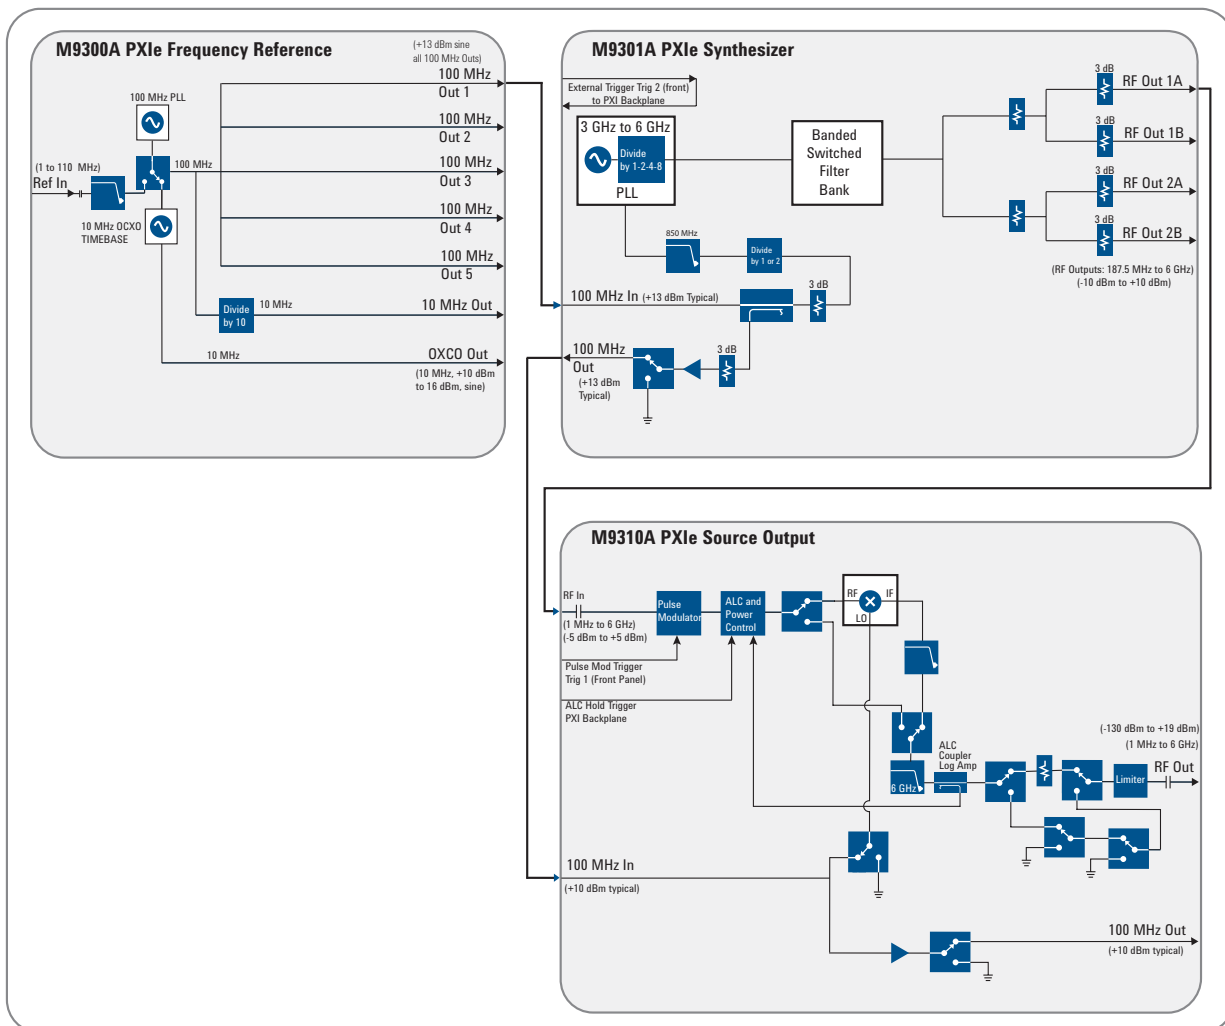 M9300A PXIe Frequency Reference
(+13 dBm sine
all 100 MHz Outs)
100 MHz
Out 1
100 MHz PLL
100 MHz
Out 2
(1 to 110 MHz)
Ref In
100 MHz
100 MHz
Out 3
10 MHz OCXO
TIMEBASE
100 MHz
Out 4
100 MHz
Out 5
Divide
by 10
10 MHz
10 MHz Out
10 MHz
OXCO Out
(10 MHz, +10 dBm
to 16 dBm, sine)
M9301A PXIe Synthesizer
External Trigger Trig 2 (front)
to PXI Backplane
3 GHz to 6 GHz
Divide
by 1-2-4-8
PLL
Banded
Switched
Filter
Bank
3 dB
RF Out 1A
3 dB
RF Out 1B
3 dB
RF Out 2A
3 dB
RF Out 2B
(RF Outputs: 187.5 MHz to 6 GHz)
(-10 dBm to +10 dBm)
850 MHz
Divide
by 1 or 2
100 MHz In (+13 dBm Typical)
3 dB
100 MHz
Out
(+13 dBm
Typical)
3 dB
M9310A PXIe Source Output
RF In
(1 MHz to 6 GHz)
(-5 dBm to +5 dBm)
Pulse
Modulator
ALC and
Power
Control
RF
IF
LO
Pulse Mod Trigger
Trig 1 (Front Panel)
ALC Hold Trigger
PXI Backplane
6 GHz
ALC
Coupler
Log Amp
(-130 dBm to +19 dBm)
(1 MHz to 6 GHz)
Limiter
RF Out
100 MHz In
(+10 dBm typical)
100 MHz Out
(+10 dBm typical)